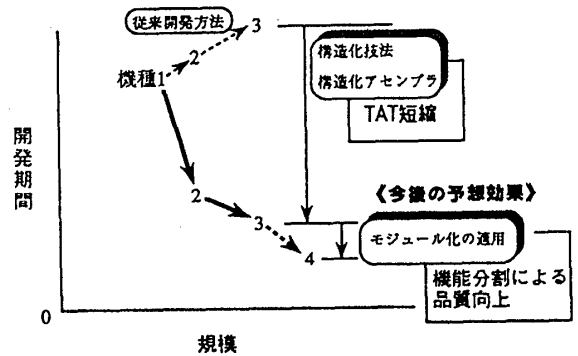 従来開発方法
3
2
機種1
構造化技法
構造化アセンブラ
TAT短縮
開発期間
2
3
4
《今後の予想効果》
モジュール化の適用
機能分割による
品質向上
0
規模